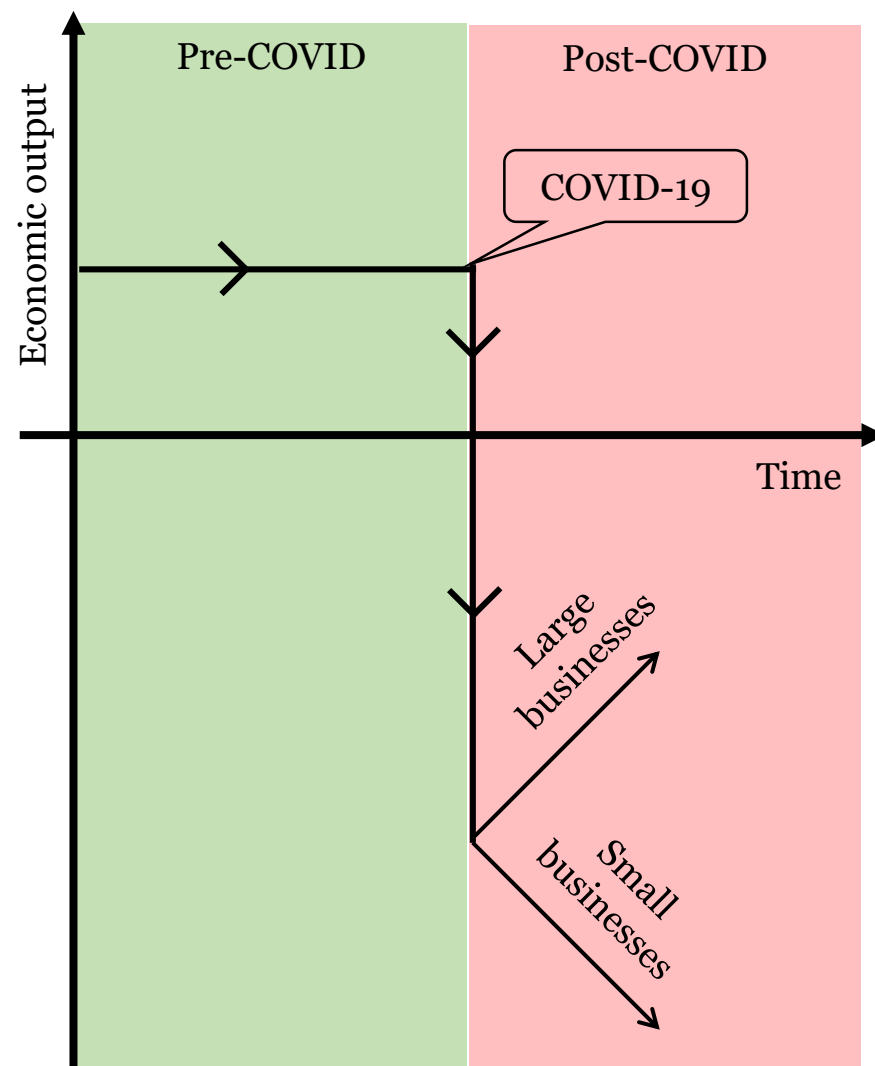 Pre-COVID
Post-COVID
Economic output
COVID-19
Time
Large
businesses
Small
businesses